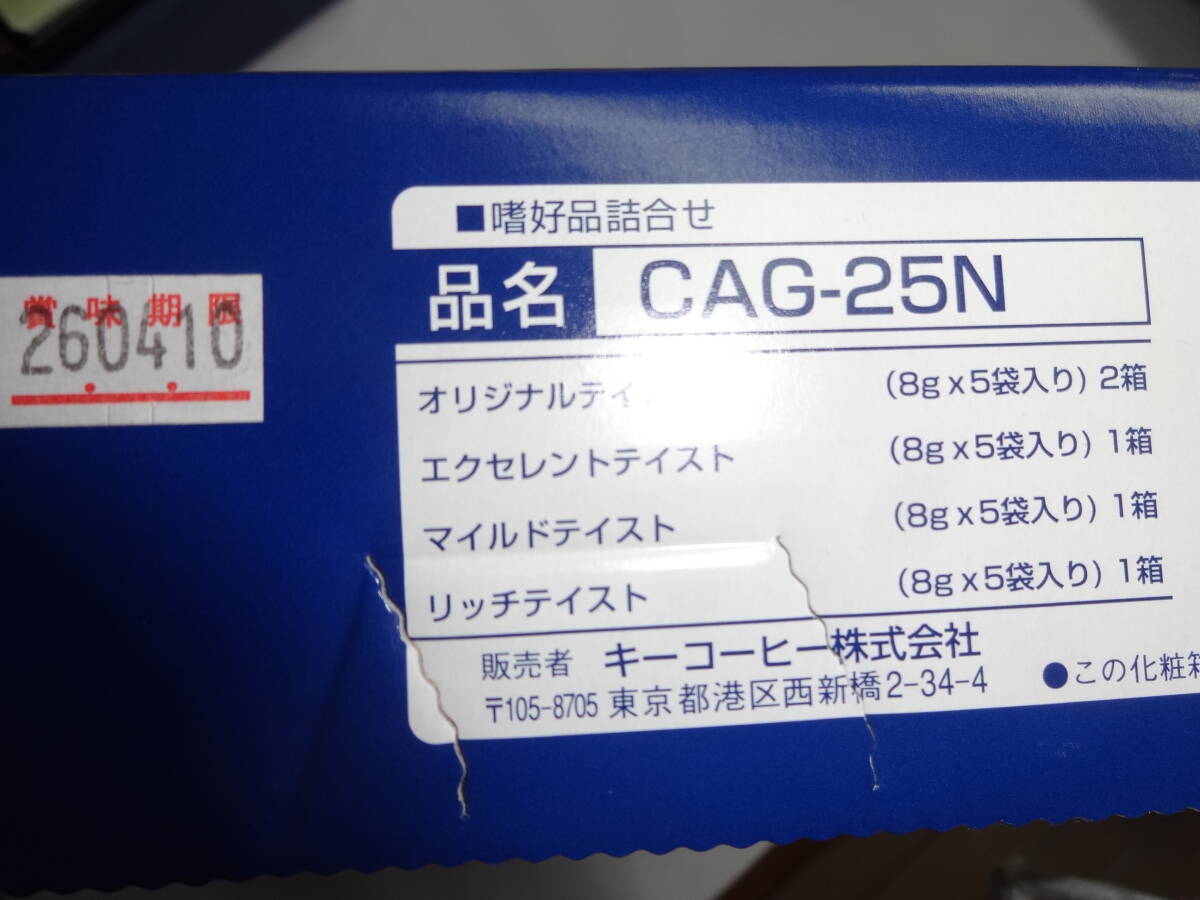 賞味期限
260410
■嗜好品詰合せ
品名 CAG-25N
オリジナルテイ (8g x5袋入り) 2箱
エクセレントテイスト (8g x5袋入り) 1箱
マイルドテイスト (8g x5袋入り) 1箱
リッチテイスト (8g x5袋入り) 1箱
販売者 キーコーヒー株式会社
〒105-8705 東京都港区西新橋2-34-4
●この化粧箱